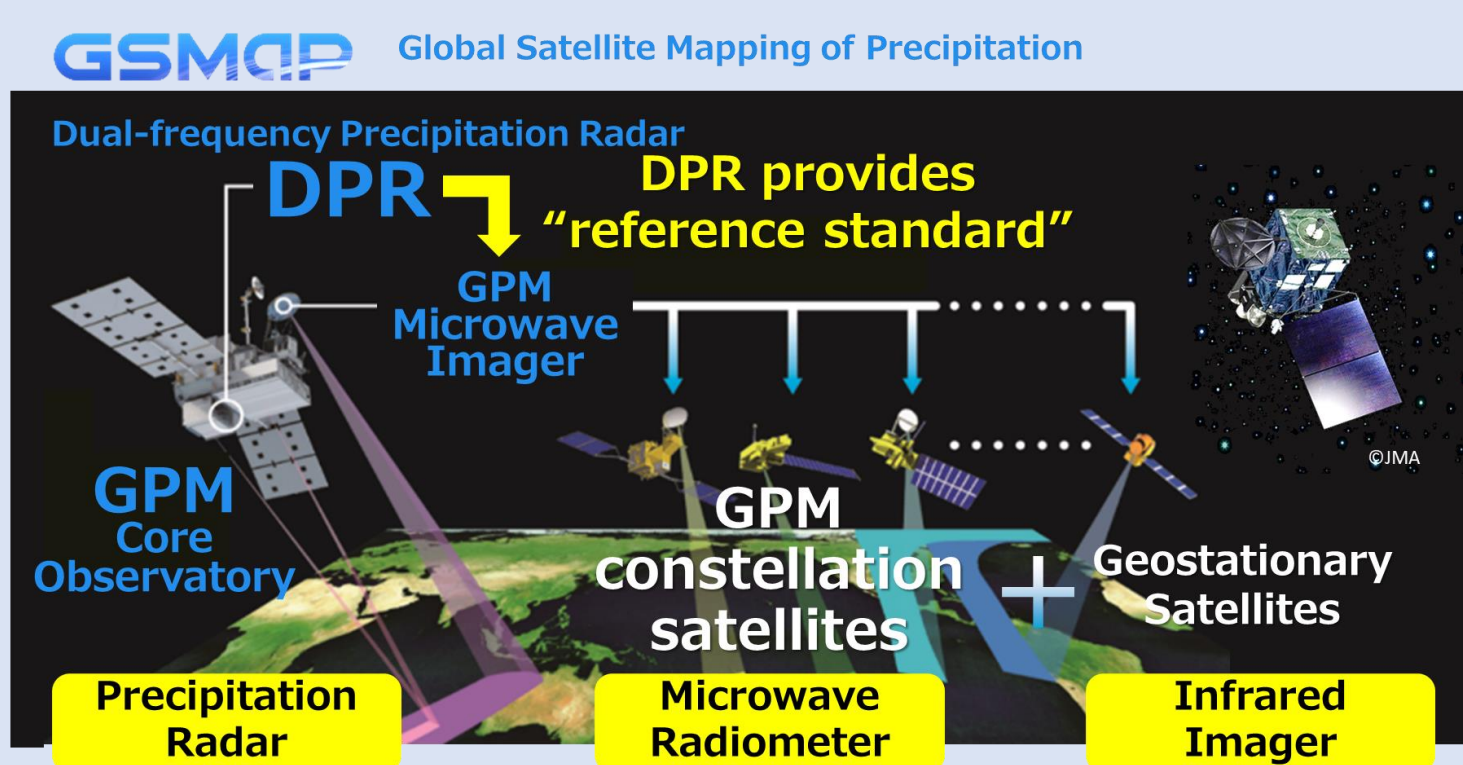 GSMaP
Global Satellite Mapping of Precipitation
Dual-frequency Precipitation Radar
DPR
DPR provides
“reference standard”
GPM
Microwave
Imager
©JMA
GPM
Core
Observatory
GPM
constellation
satellites
+
Geostationary
Satellites
Precipitation
Radar
Microwave
Radiometer
Infrared
Imager